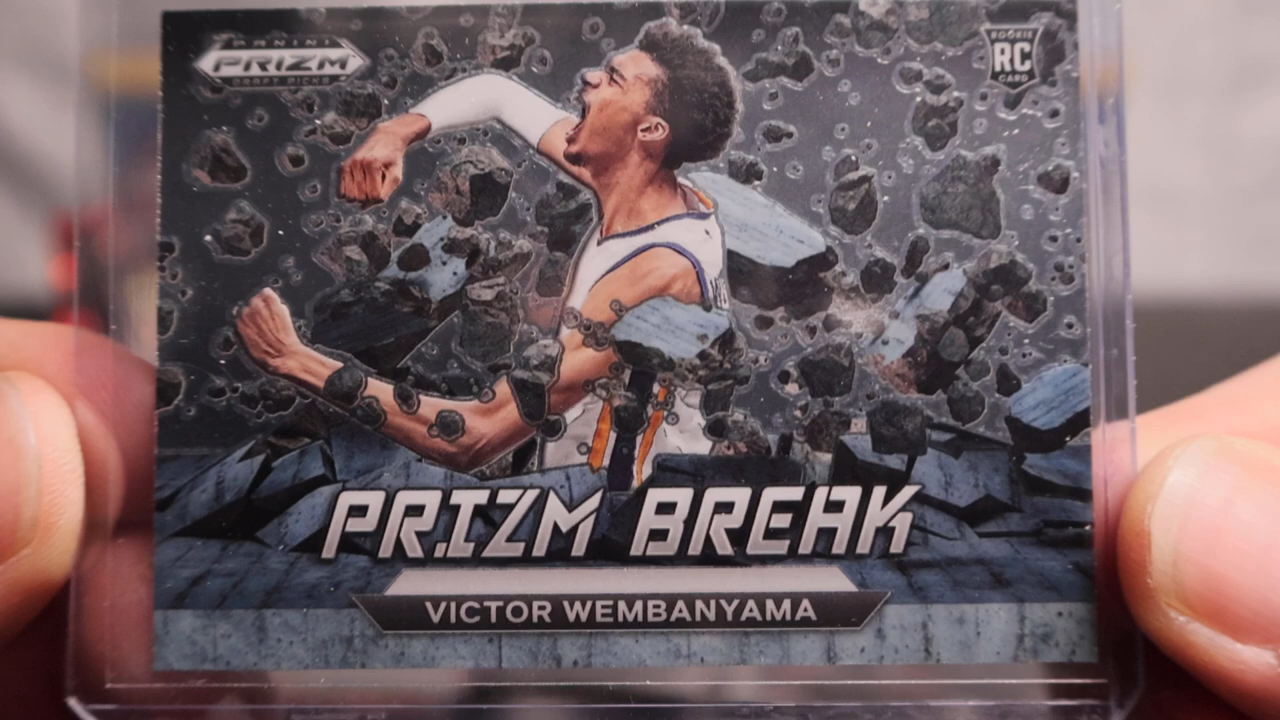 PANINI
PRIZM
DRAFT PICKS
ROOKIE
RC
CARD
PRIZM BREAK
VICTOR WEMBANYAMA